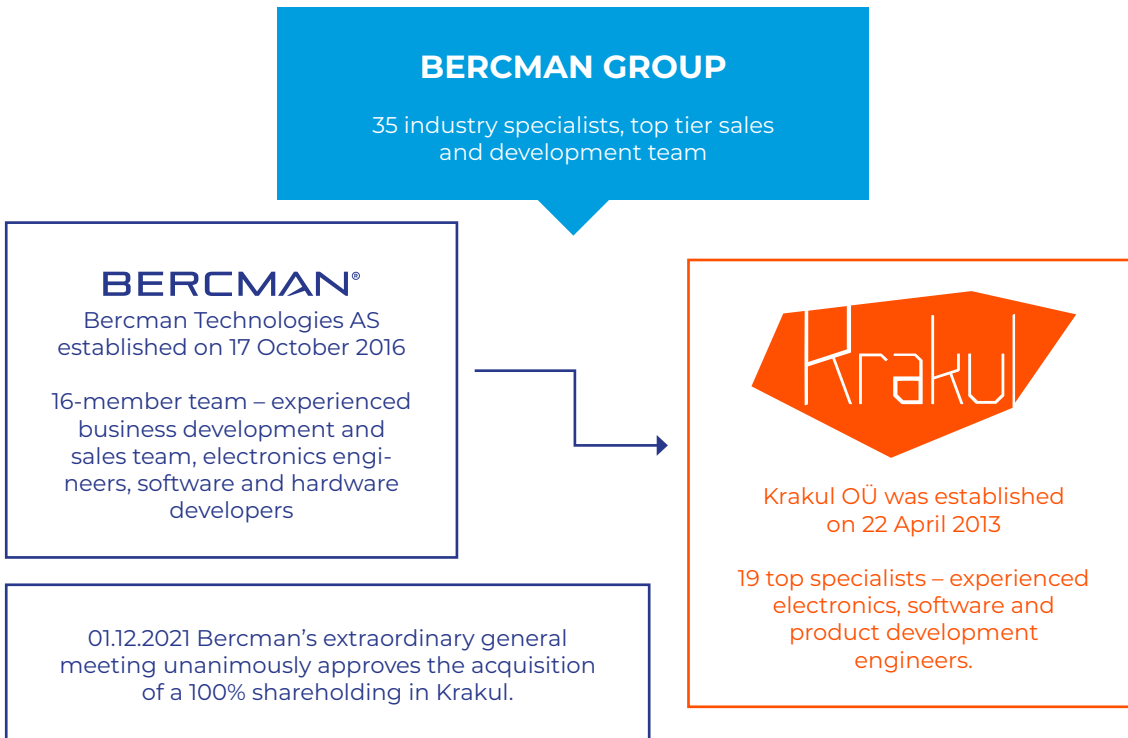 BERCMAN GROUP
35 industry specialists, top tier sales
and development team
BERCMAN®
Bercman Technologies AS
established on 17 October 2016
16-member team – experienced
business development and
sales team, electronics engi-
neers, software and hardware
developers
Krakul
Krakul OÜ was established
on 22 April 2013
19 top specialists – experienced
electronics, software and
product development
engineers.
01.12.2021 Bercman’s extraordinary general
meeting unanimously approves the acquisition
of a 100% shareholding in Krakul.